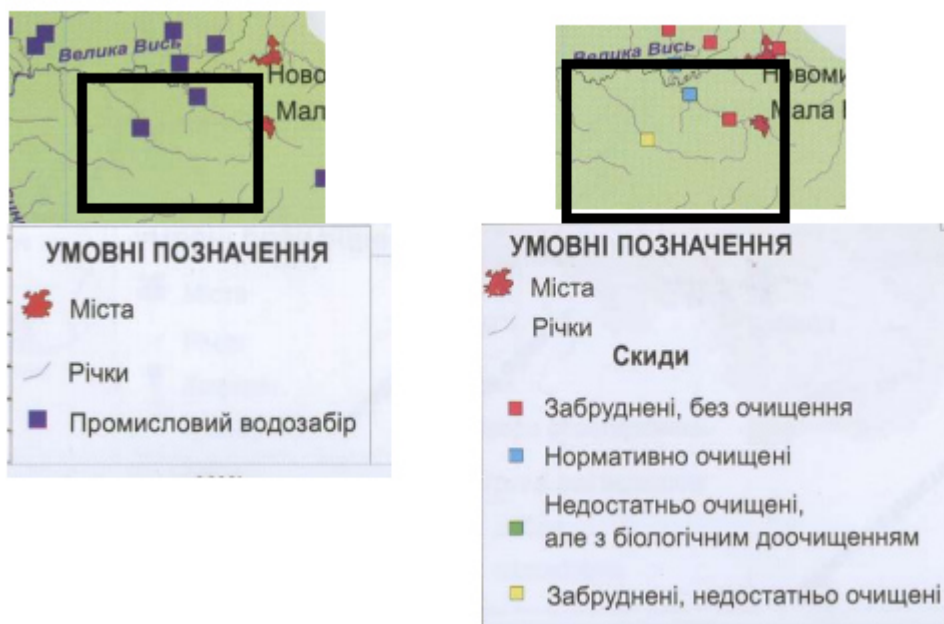 Велика Вись
Ново
Мал
УМОВНІ ПОЗНАЧЕННЯ
Міста
Річки
Промисловий водозабір
Велика Вись
Новоми
Мала
УМОВНІ ПОЗНАЧЕННЯ
Міста
Річки
Скиди
Забруднені, без очищення
Нормативно очищені
Недостатньо очищені,
але з біологічним доочищенням
Забруднені, недостатньо очищені